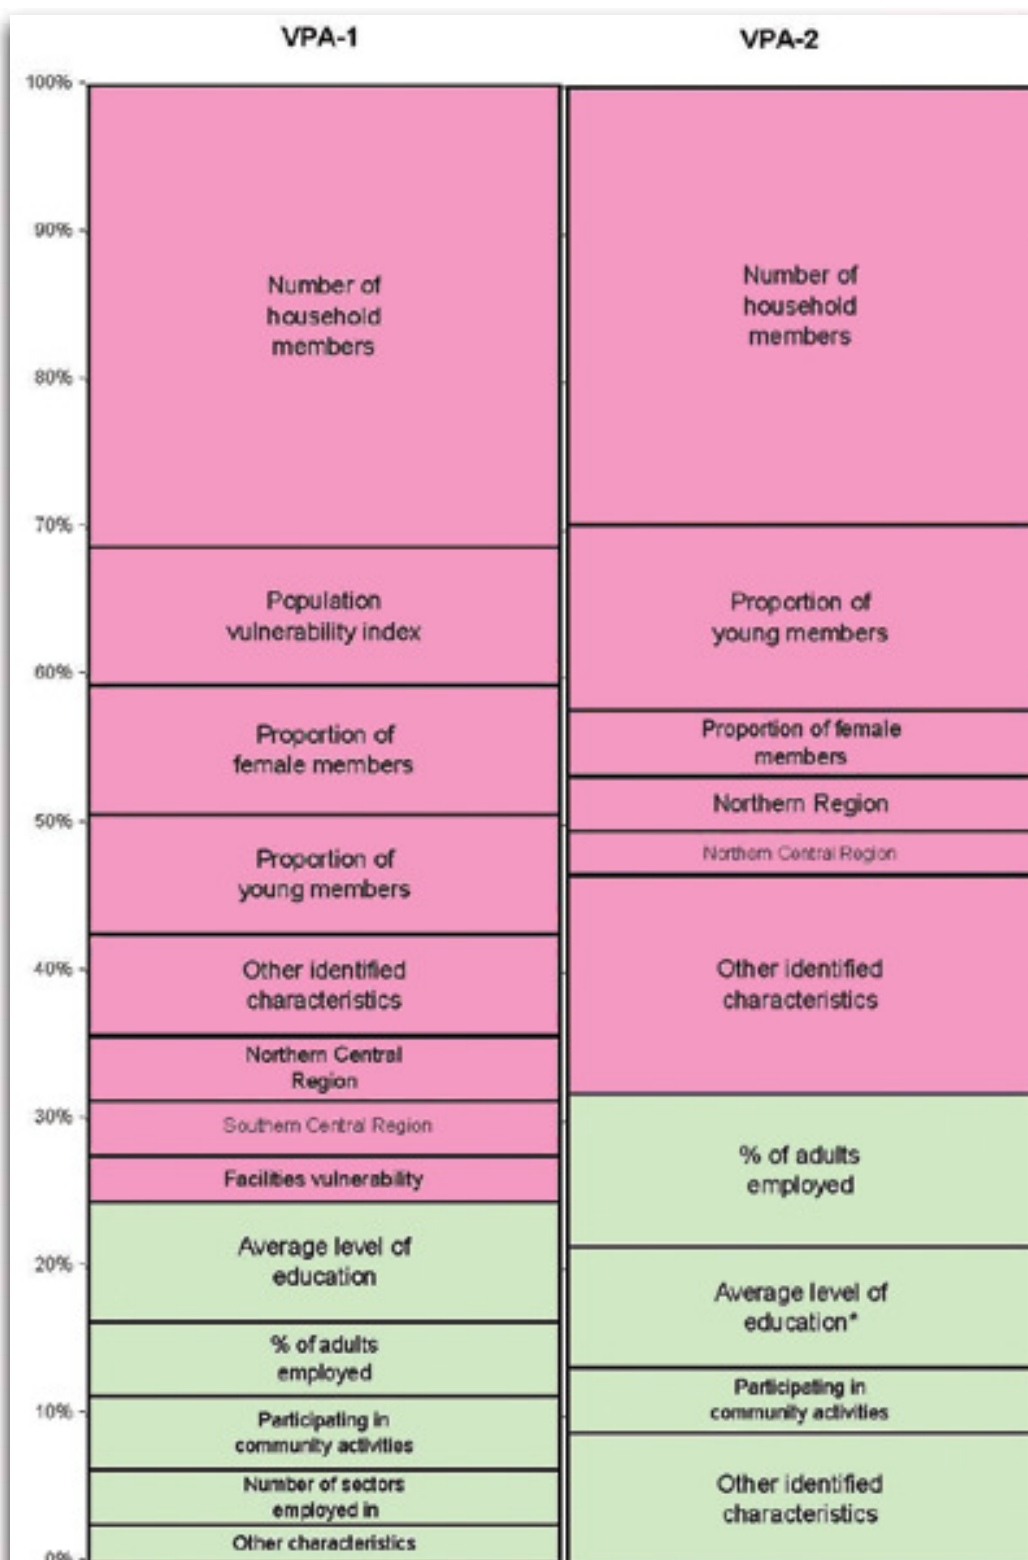 VPA-1
VPA-2
100%
90%
80%
70%
60%
50%
40%
30%
20%
10%
0%
Number of
household
members
Population
vulnerability index
Proportion of
female members
Proportion of
young members
Other identified
characteristics
Northern Central
Region
Southern Central Region
Facilities vulnerability
Average level of
education
% of adults
employed
Participating in
community activities
Number of sectors
employed in
Other characteristics
Number of
household
members
Proportion of
young members
Proportion of female
members
Northern Region
Northern Central Region
Other identified
characteristics
% of adults
employed
Average level of
education*
Participating in
community activities
Other identified
characteristics